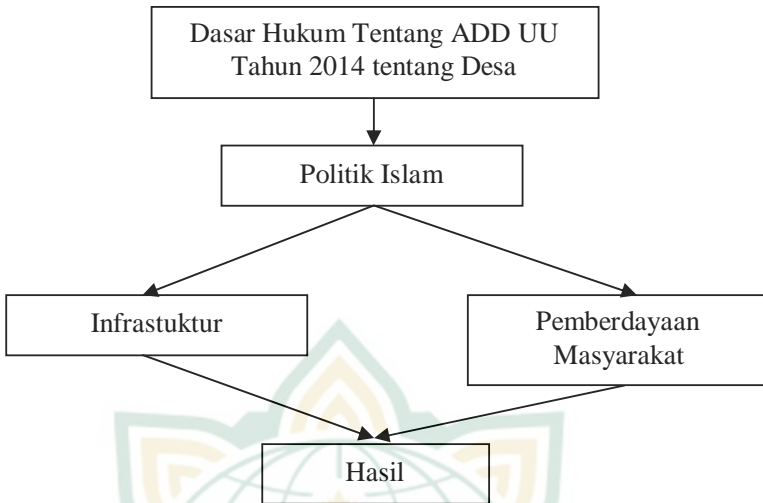 Dasar Hukum Tentang ADD UU
Tahun 2014 tentang Desa
Politik Islam
Infrastuktur
Pemberdayaan
Masyarakat
Hasil